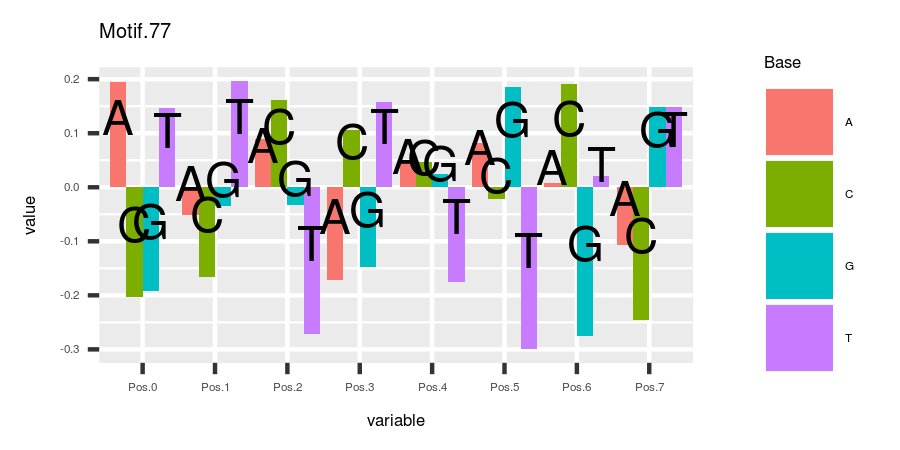 Motif.77
Base
0.2
0.1
0.0
-0.1
-0.2
-0.3
value
A C G T
A C G T
A C G T
A C G T
A C G T
A C G T
A C G T
A C G T
A
C
G
T
Pos.0 Pos.1 Pos.2 Pos.3 Pos.4 Pos.5 Pos.6 Pos.7
variable